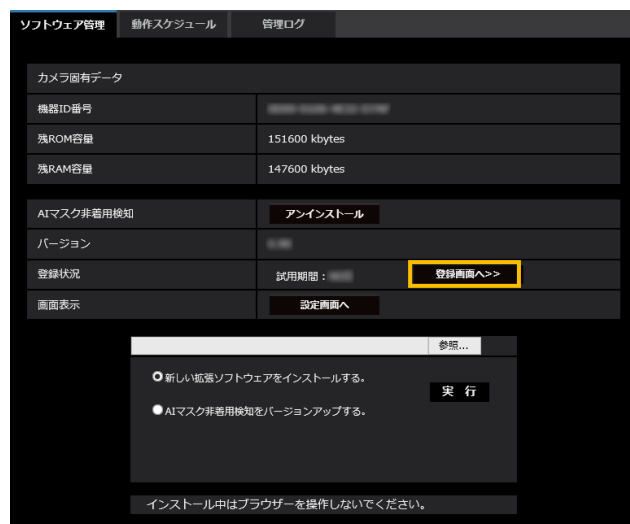 ソフトウェア管理 動作スケジュール 管理ログ
カメラ固有データ
機器ID番号
残ROM容量 151600 kbytes
残RAM容量 147600 kbytes
AIマスク非着用検知 アンインストール
バージョン
登録状況 試用期間： 登録画面へ>>
画面表示 設定画面へ
参照...
新しい拡張ソフトウェアをインストールする。
実 行
AIマスク非着用検知をバージョンアップする。
インストール中はブラウザーを操作しないでください。